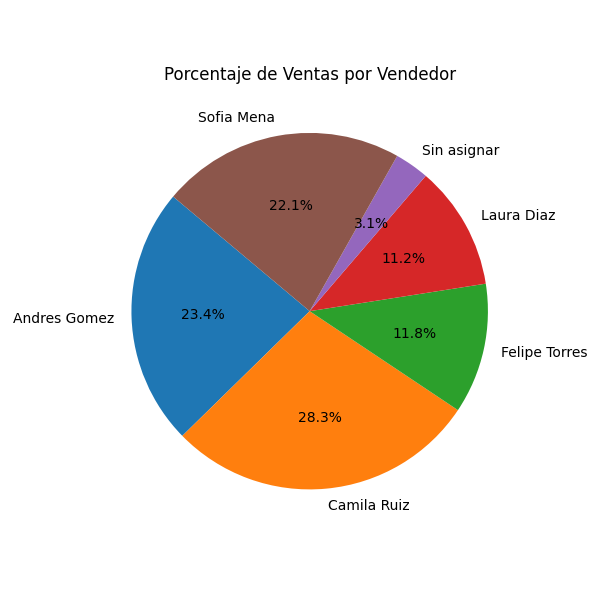 Porcentaje de Ventas por Vendedor
Sofia Mena
Sin asignar
22.1%
3.1%
Laura Diaz
11.2%
Andres Gomez
23.4%
11.8%
Felipe Torres
28.3%
Camila Ruiz